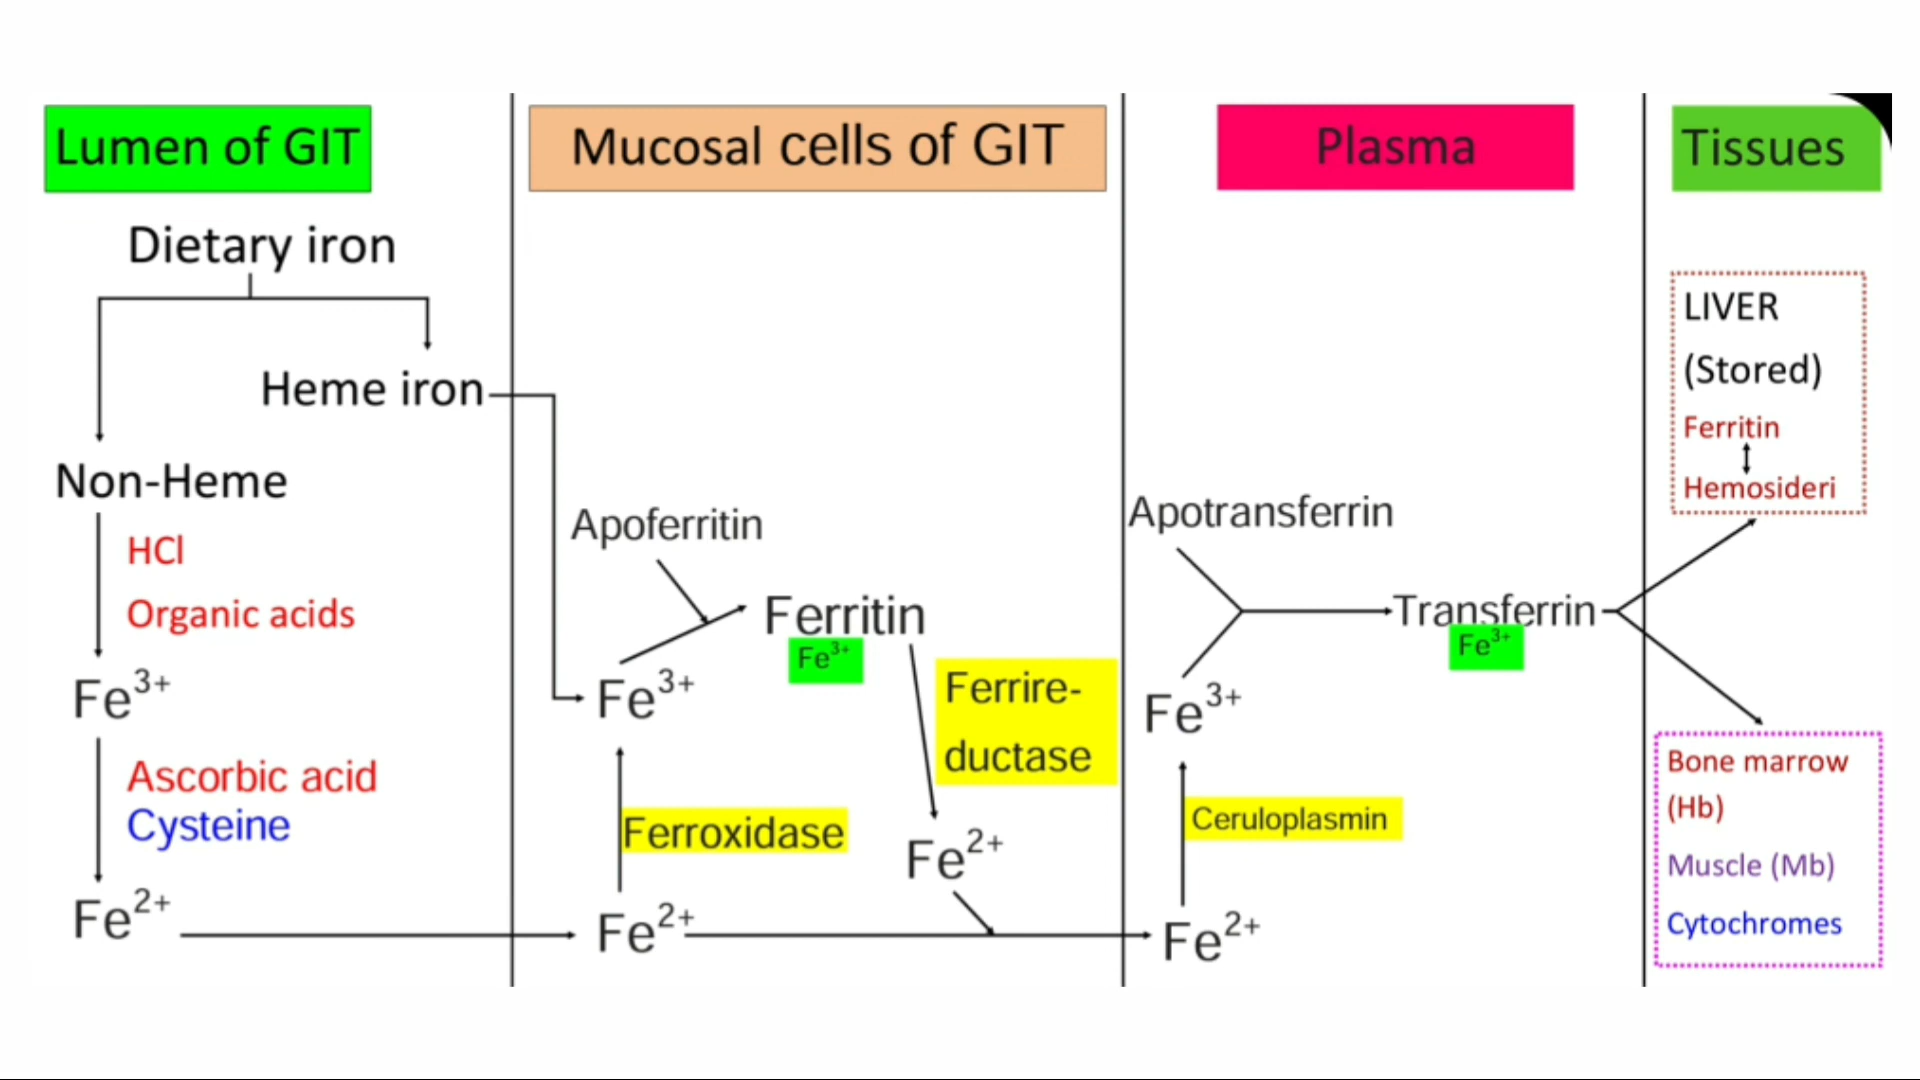 Lumen of GIT
Dietary iron
Heme iron
Non-Heme
HCl
Organic acids
Fe3+
Ascorbic acid
Cysteine
Fe2+
Mucosal cells of GIT
Apoferritin
Ferritin
Fe3+
Fe3+
Ferrire-
ductase
Ferroxidase
Fe2+
Fe2+
Plasma
Apotransferrin
Transferrin
Fe3+
Fe3+
Ceruloplasmin
Fe2+
Tissues
LIVER
(Stored)
Ferritin
Hemosideri
Bone marrow
(Hb)
Muscle (Mb)
Cytochromes